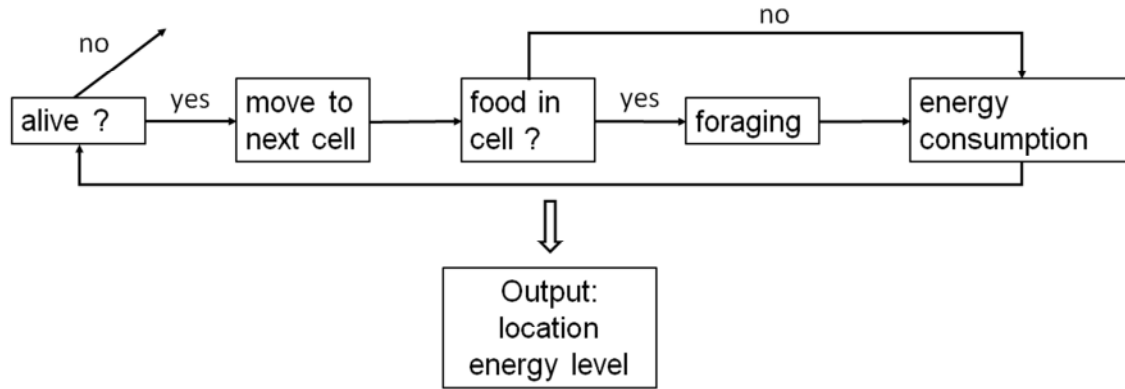 no
no
alive ?
yes
move to
next cell
food in
cell ?
yes
foraging
energy
consumption
Output:
location
energy level